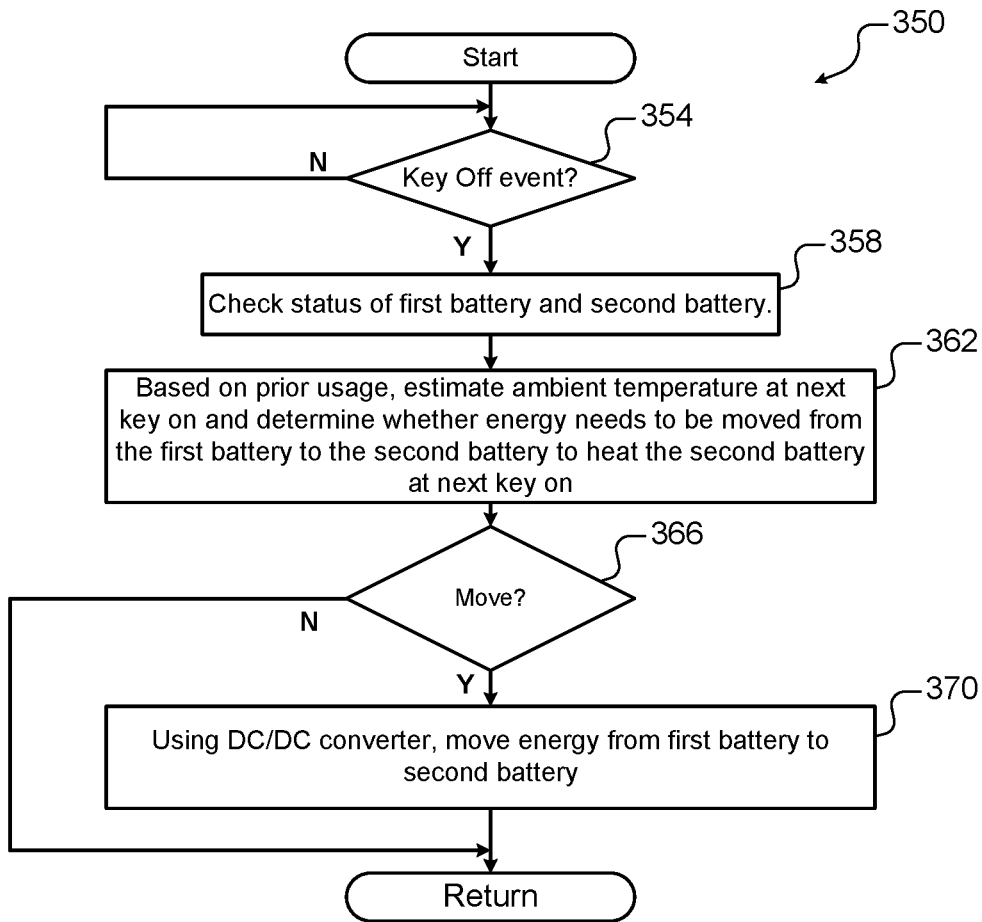 350
Start
354
Key Off event?
N
Y
358
Check status of first battery and second battery.
362
Based on prior usage, estimate ambient temperature at next
key on and determine whether energy needs to be moved from
the first battery to the second battery to heat the second battery
at next key on
366
Move?
N
Y
370
Using DC/DC converter, move energy from first battery to
second battery
Return